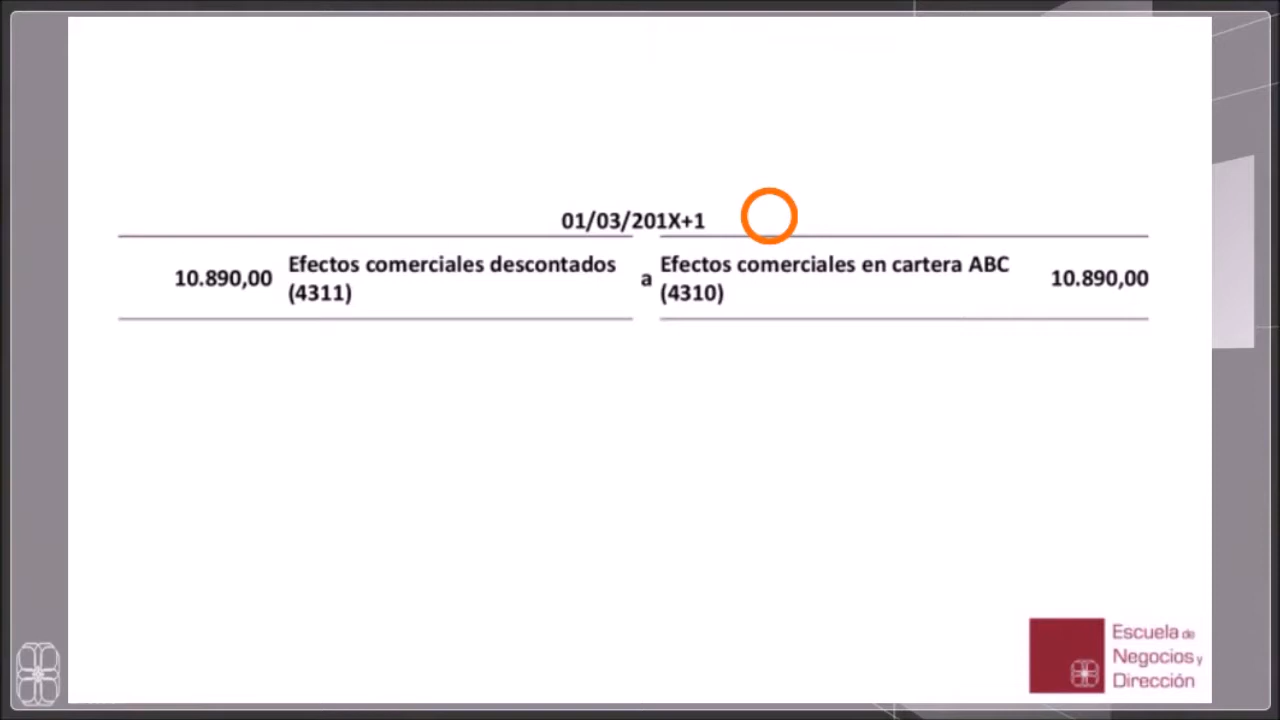 01/03/201X+1
10.890,00 Efectos comerciales descontados (4311) a Efectos comerciales en cartera ABC (4310) 10.890,00
Escuela de
Negocios y
Dirección